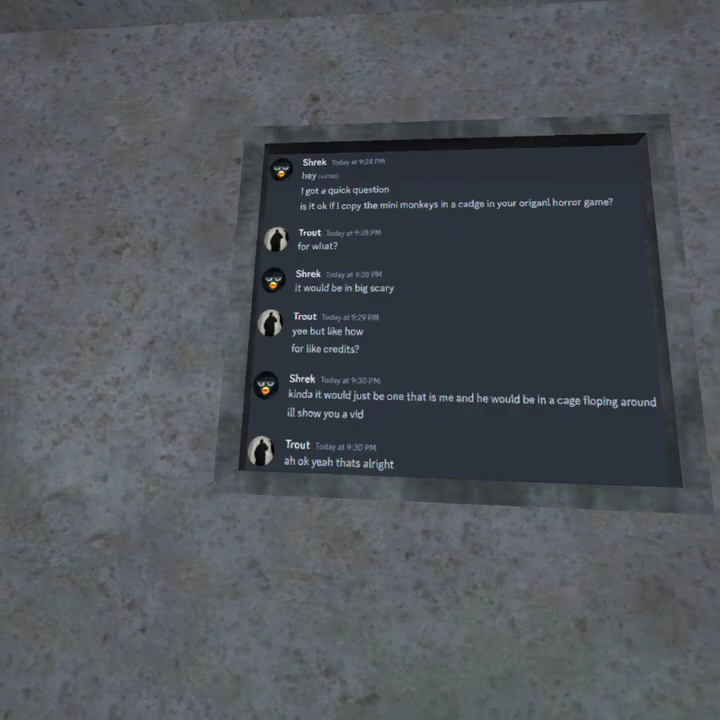 Shrek Today at 9:28 PM
hey (edited)
I got a quick question
is it ok if I copy the mini monkeys in a cadge in your origanl horror game?
Trout Today at 9:28 PM
for what?
Shrek Today at 9:28 PM
it would be in big scary
Trout Today at 9:29 PM
yee but like how
for like credits?
Shrek Today at 9:30 PM
kinda it would just be one that is me and he would be in a cage floping around
ill show you a vid
Trout Today at 9:30 PM
ah ok yeah thats alright